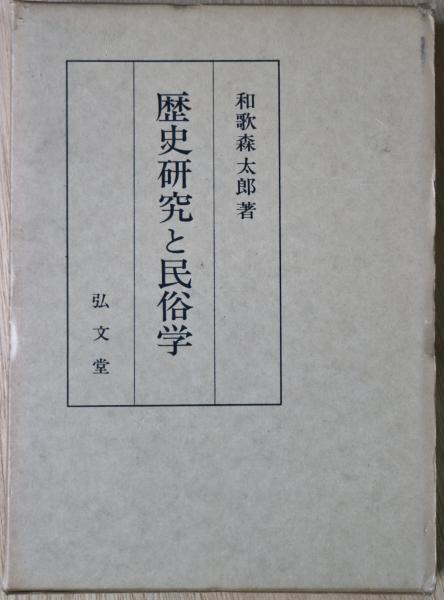 和歌森太郎著
歴史研究と民俗学
弘文堂